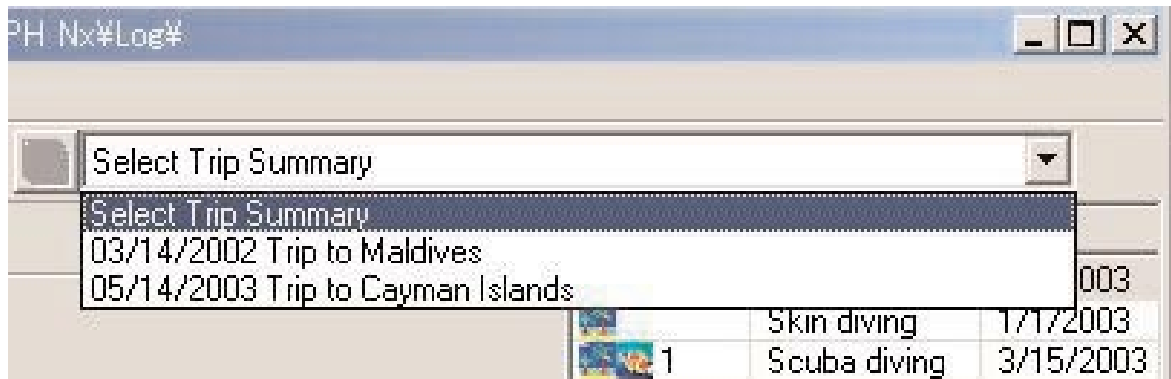 PH Nx¥Log¥
Select Trip Summary
Select Trip Summary
03/14/2002 Trip to Maldives
05/14/2003 Trip to Cayman Islands
003
Skin diving 1/1/2003
1 Scuba diving 3/15/2003